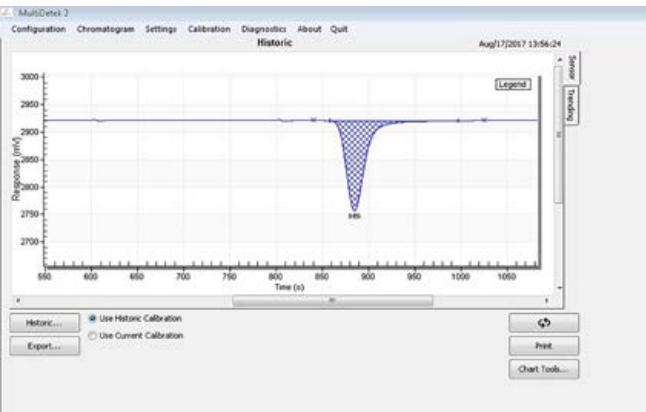 MultiDetek 2
Configuration Chromatogram Settings Calibration Diagnostics About Quit
Historic
Aug/17/2017 13:56:24
Sensor
Trending
Legend
Response (mV)
3000
2950
2900
2850
2800
2750
2700
550 600 650 700 750 800 850 900 950 1000 1050
Time (s)
Historic...
Use Historic Calibration
Export...
Use Current Calibration
Print
Chart Tools...